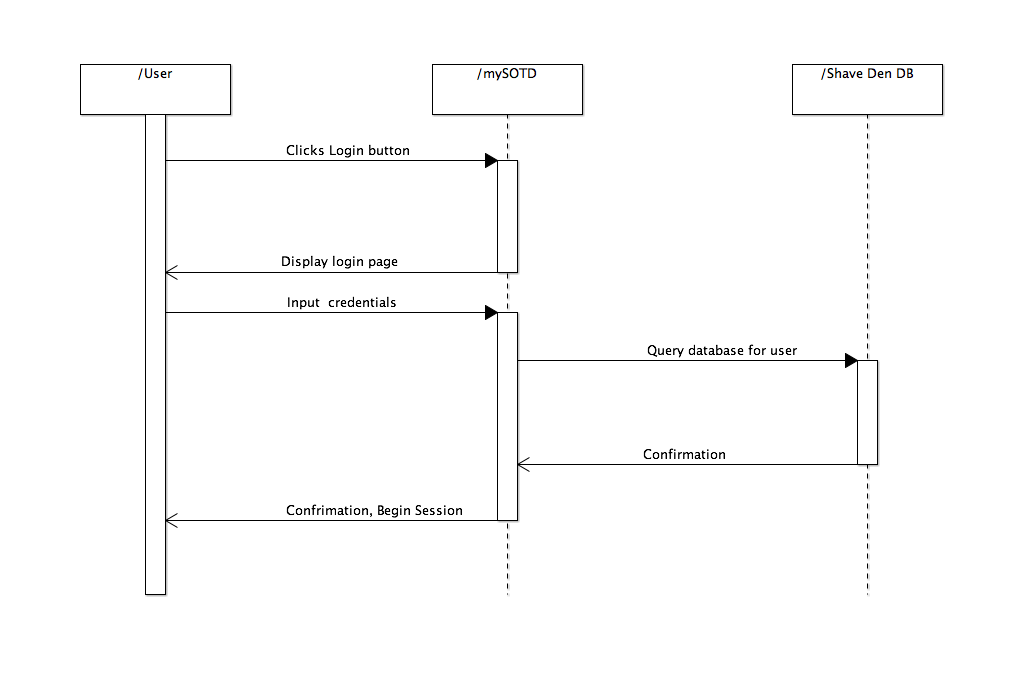 /User
/mySOTD
/Shave Den DB
Clicks Login button
Display login page
Input  credentials
Query database for user
Confirmation
Confrimation, Begin Session